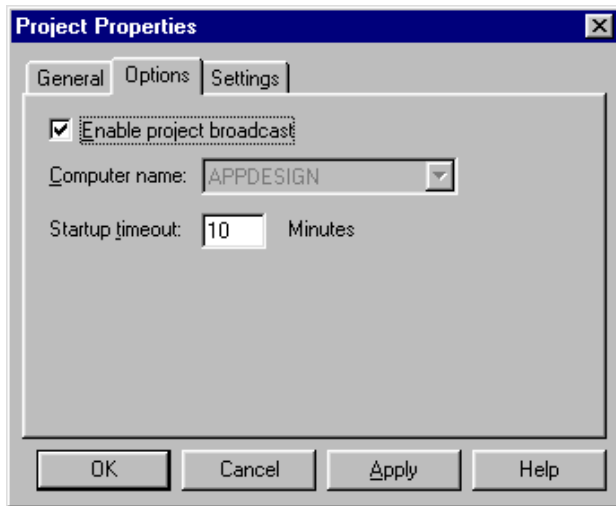 Project Properties
General Options Settings
Enable project broadcast
Computer name: APPDESIGN
Startup timeout: 10 Minutes
OK Cancel Apply Help